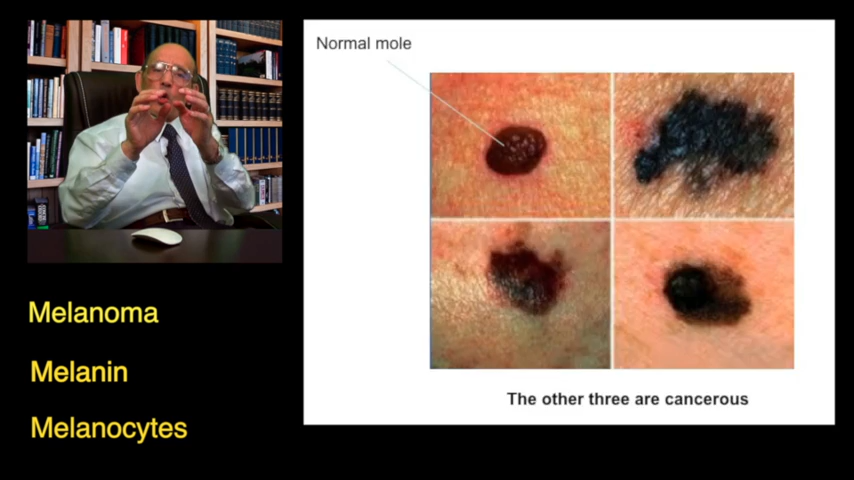 Normal mole
The other three are cancerous
Melanoma
Melanin
Melanocytes